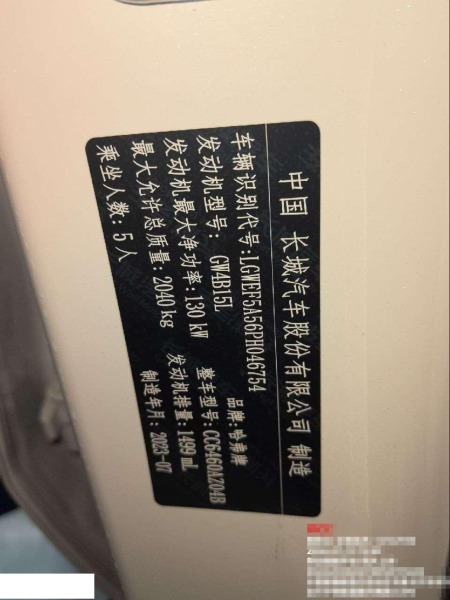 中国 长城汽车股份有限公司 制造
品牌:哈弗牌
车辆识别代号:LGWEF5A56PH046754
整车型号:CC6460AZ04B
发动机型号: GW4B15L
发动机排量:1499 mL
发动机最大净功率:130 kW
制造年月: 2023-07
最大允许总质量:2040 kg
乘坐人数:5人